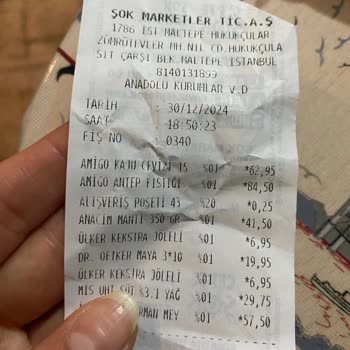 ŞOK MARKETLER TİC.A.Ş
1786 İST MALTEPE HUKUKÇULAR
ZÜMRÜTEVLER MH.NİL CD.HUKUKÇULA
SİT ÇARŞI BLK.MALTEPE İSTANBUL
8140131899
ANADOLU KURUMLAR V.D
TARİH : 30/12/2024
SAAT : 18:50:23
FİŞ NO : 0340
AMİGO KAJU CEVİZİ 15 %01 *62,95
AMİGO ANTEP FISTIĞI %01 *84,50
ALIŞVERİŞ POŞETİ 43 %20 *0,25
ANACIM MANTI 350 GR %01 *41,50
ÜLKER KEKSTRA JÖLELİ %01 *6,95
DR. OETKER MAYA 3*10 %01 *19,95
ÜLKER KEKSTRA JÖLELİ %01 *6,95
MİS UHT SÜT %3.1 YAĞ %01 *29,75
RMAN MEY %01 *57,50